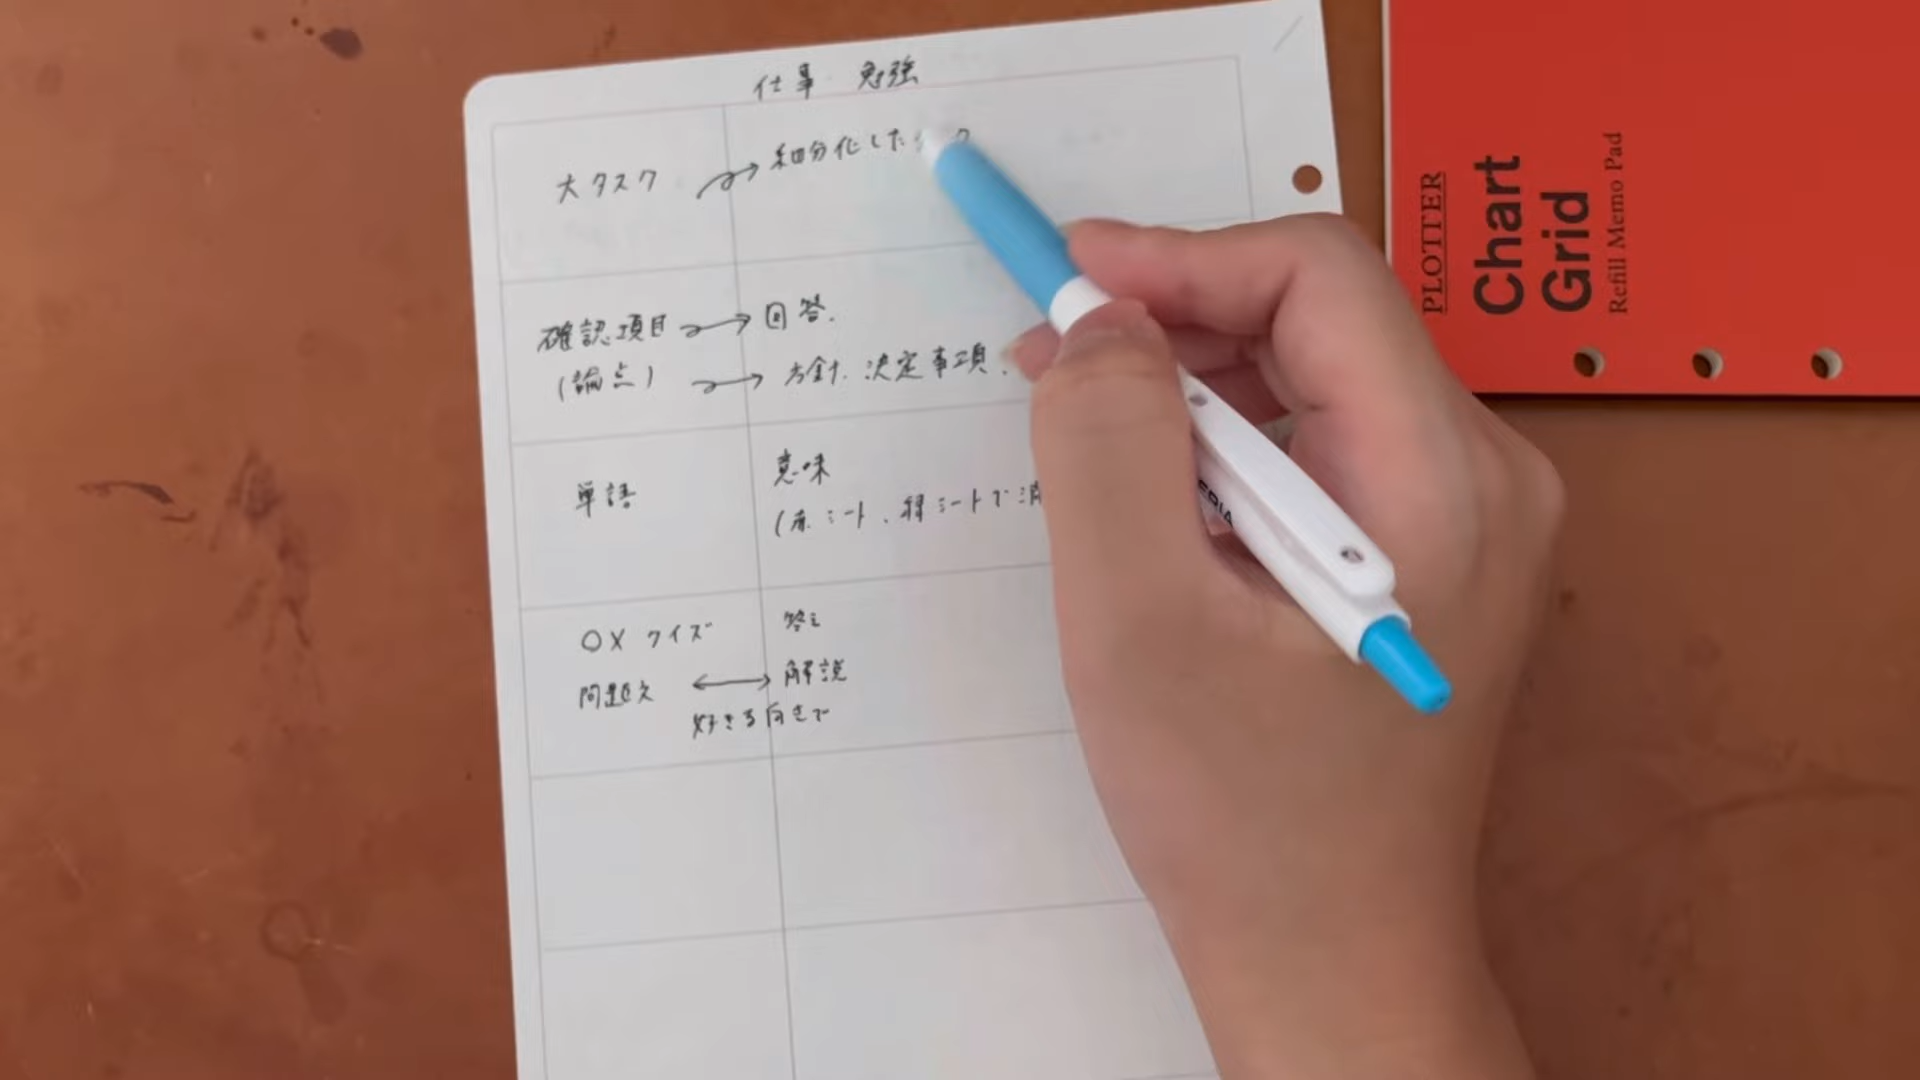 仕事 勉強
大タスク
細分化した
確認項目
回答.
(論点)
方針. 決定事項.
単語
意味
(赤シート、緑シートで消
OX クイズ
答え
問題文
解説
好きな向きで
PLOTTER
Chart
Grid
Refill Memo Pad